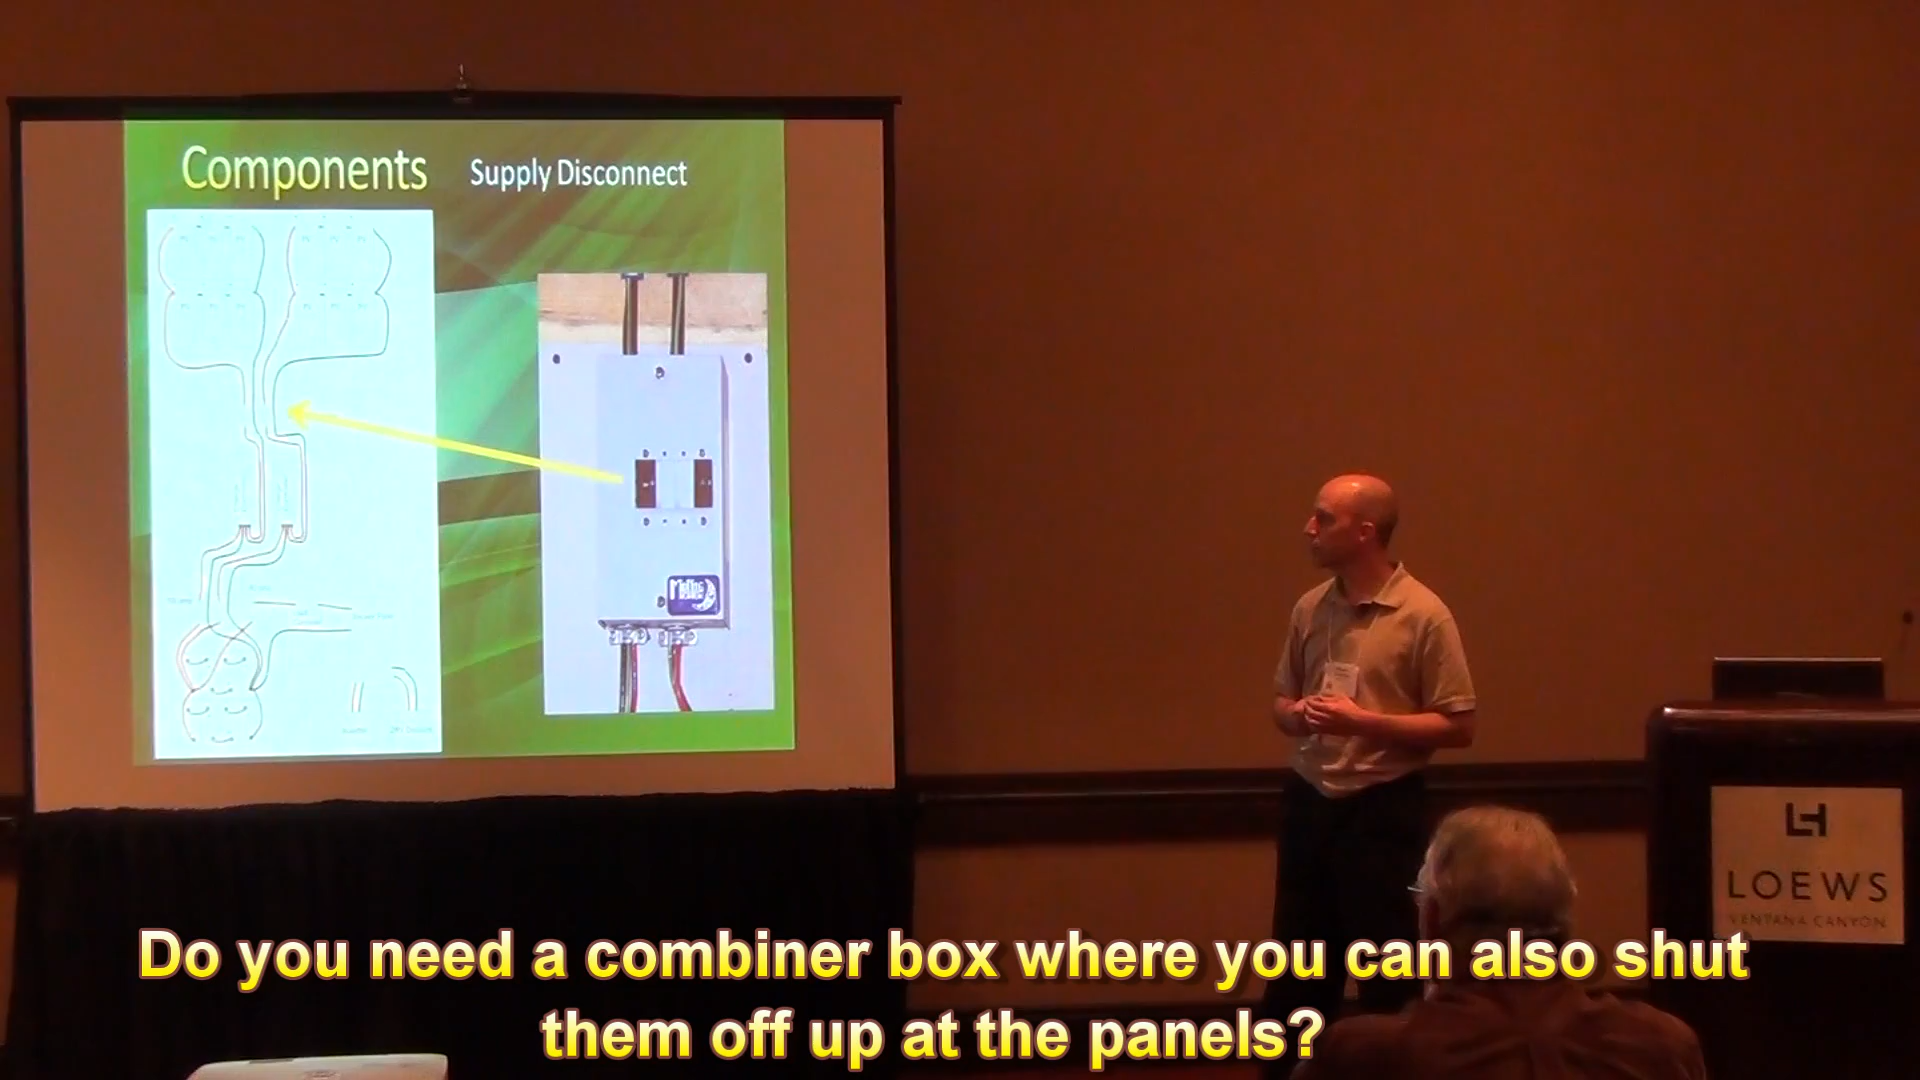 Components
Supply Disconnect
MidNite
LOEWS
VENTANA CANYON
Do you need a combiner box where you can also shut
them off up at the panels?